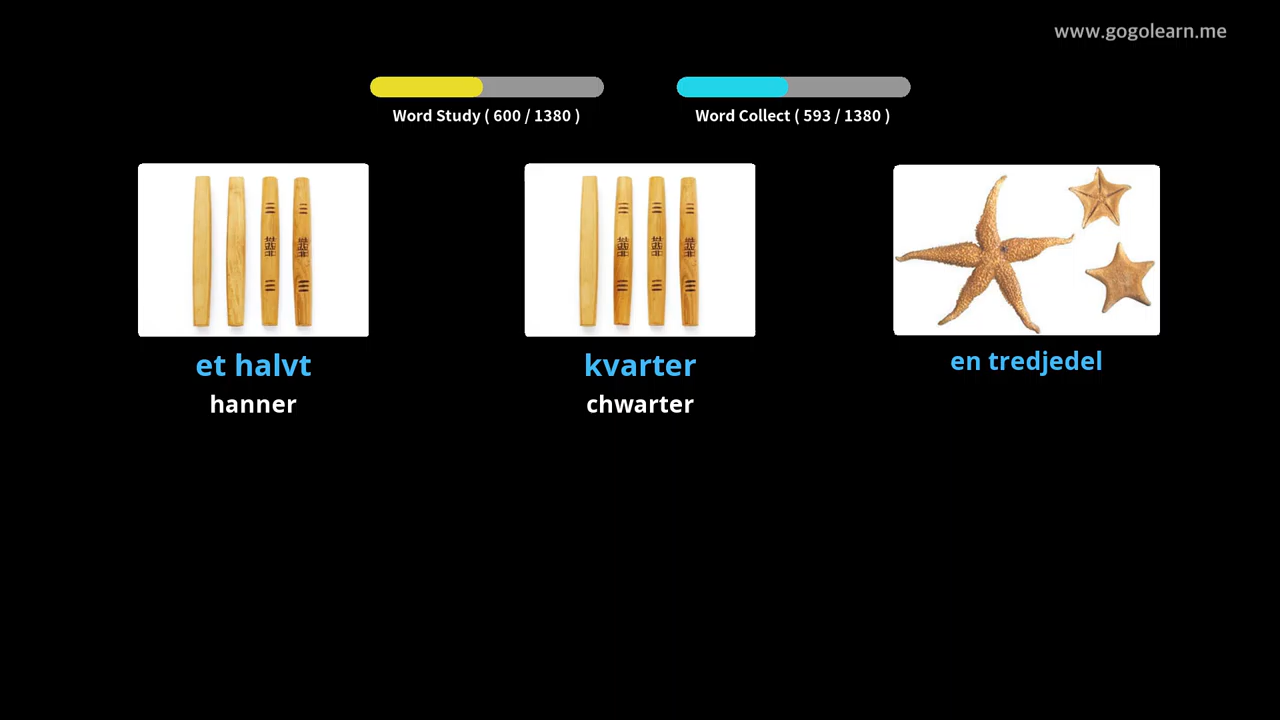 www.gogolearn.me
Word Study ( 600 / 1380 )
Word Collect ( 593 / 1380 )
et halvt
kvarter
en tredjedel
hanner
chwarter